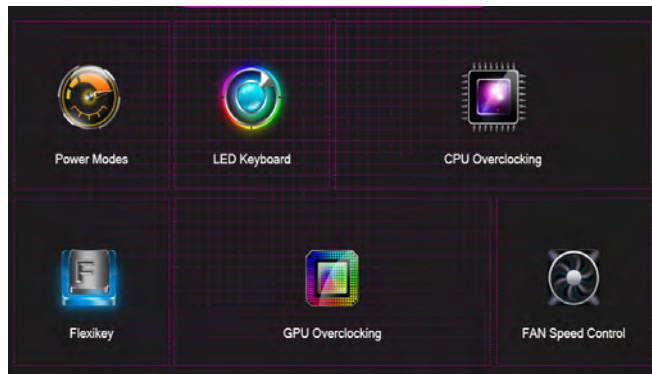 Power Modes
LED Keyboard
CPU Overclocking
F
Flexikey
GPU Overclocking
FAN Speed Control